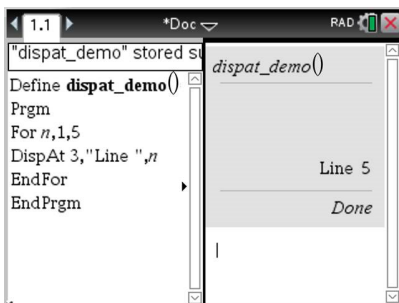 1.1 *Doc RAD
"dispat_demo" stored su
Define dispat_demo()
Prgm
For n,1,5
DispAt 3,"Line ",n
EndFor
EndPrgm
dispat_demo()
Line 5
Done